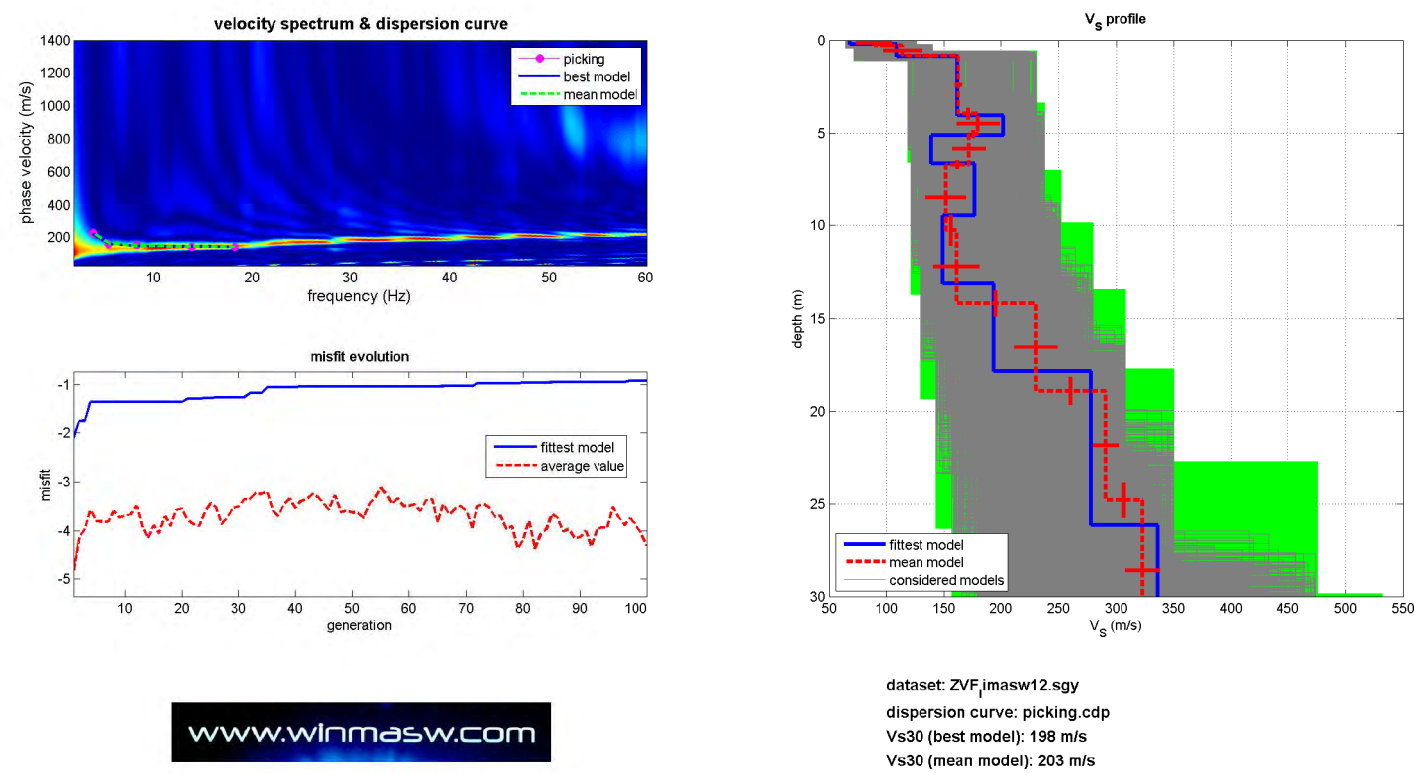 velocity spectrum & dispersion curve
1400
1200
1000
800
600
400
200
phase velocity (m/s)
picking
best model
mean model
10
20
30
40
50
60
frequency (Hz)
misfit evolution
-1
-2
-3
-4
-5
misfit
fittest model
average value
10
20
30
40
50
60
70
80
90
100
generation
www.winmasw.com
VS profile
0
5
10
15
20
25
30
depth (m)
fittest model
mean model
considered models
50
100
150
200
250
300
350
400
450
500
550
VS (m/s)
dataset: ZVFlimasw12.sgy
dispersion curve: picking.cdp
Vs30 (best model): 198 m/s
Vs30 (mean model): 203 m/s